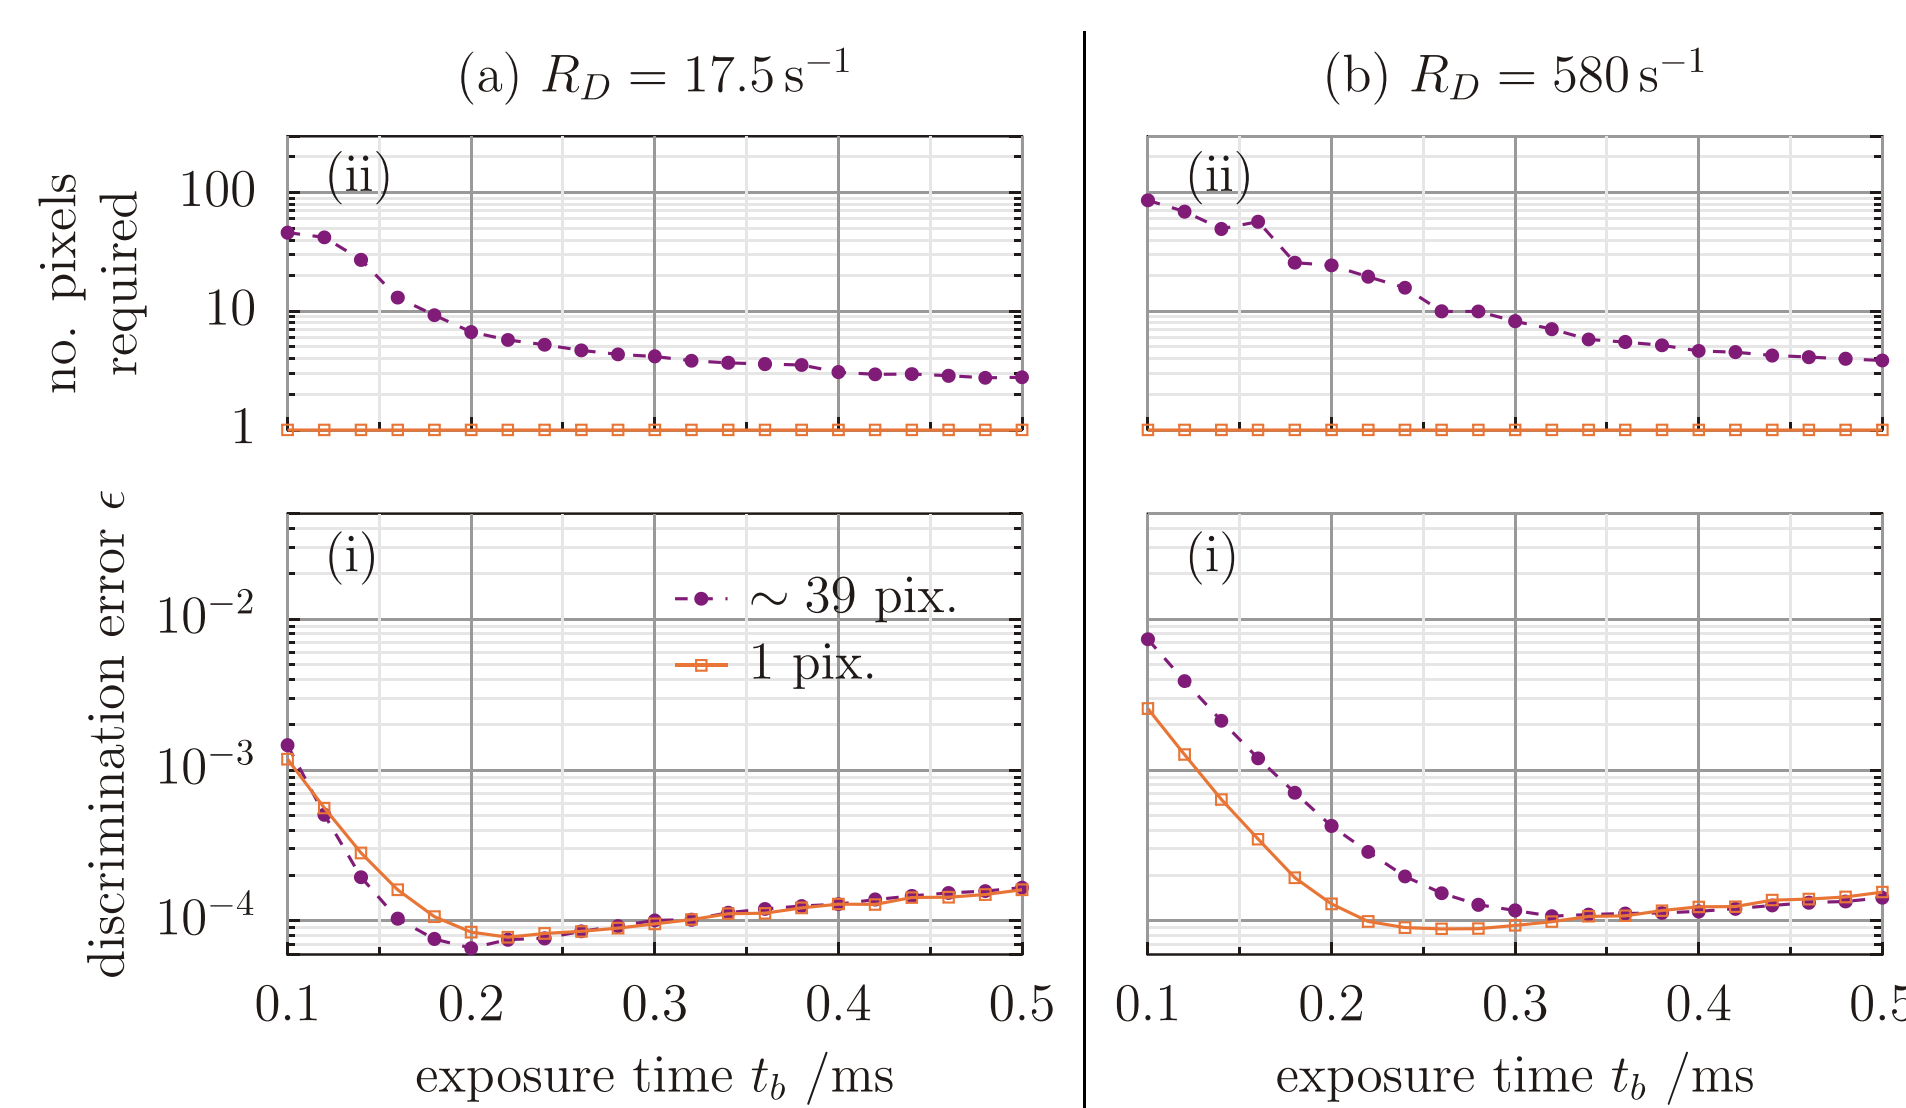 (a) R_D = 17.5 s⁻¹
(b) R_D = 580 s⁻¹
no. pixels
required
100
10
1
(ii)
(ii)
discrimination error ϵ
10⁻²
10⁻³
10⁻⁴
(i)
∼ 39 pix.
1 pix.
(i)
0.1 0.2 0.3 0.4 0.5
0.1 0.2 0.3 0.4 0.5
exposure time t_b /ms
exposure time t_b /ms